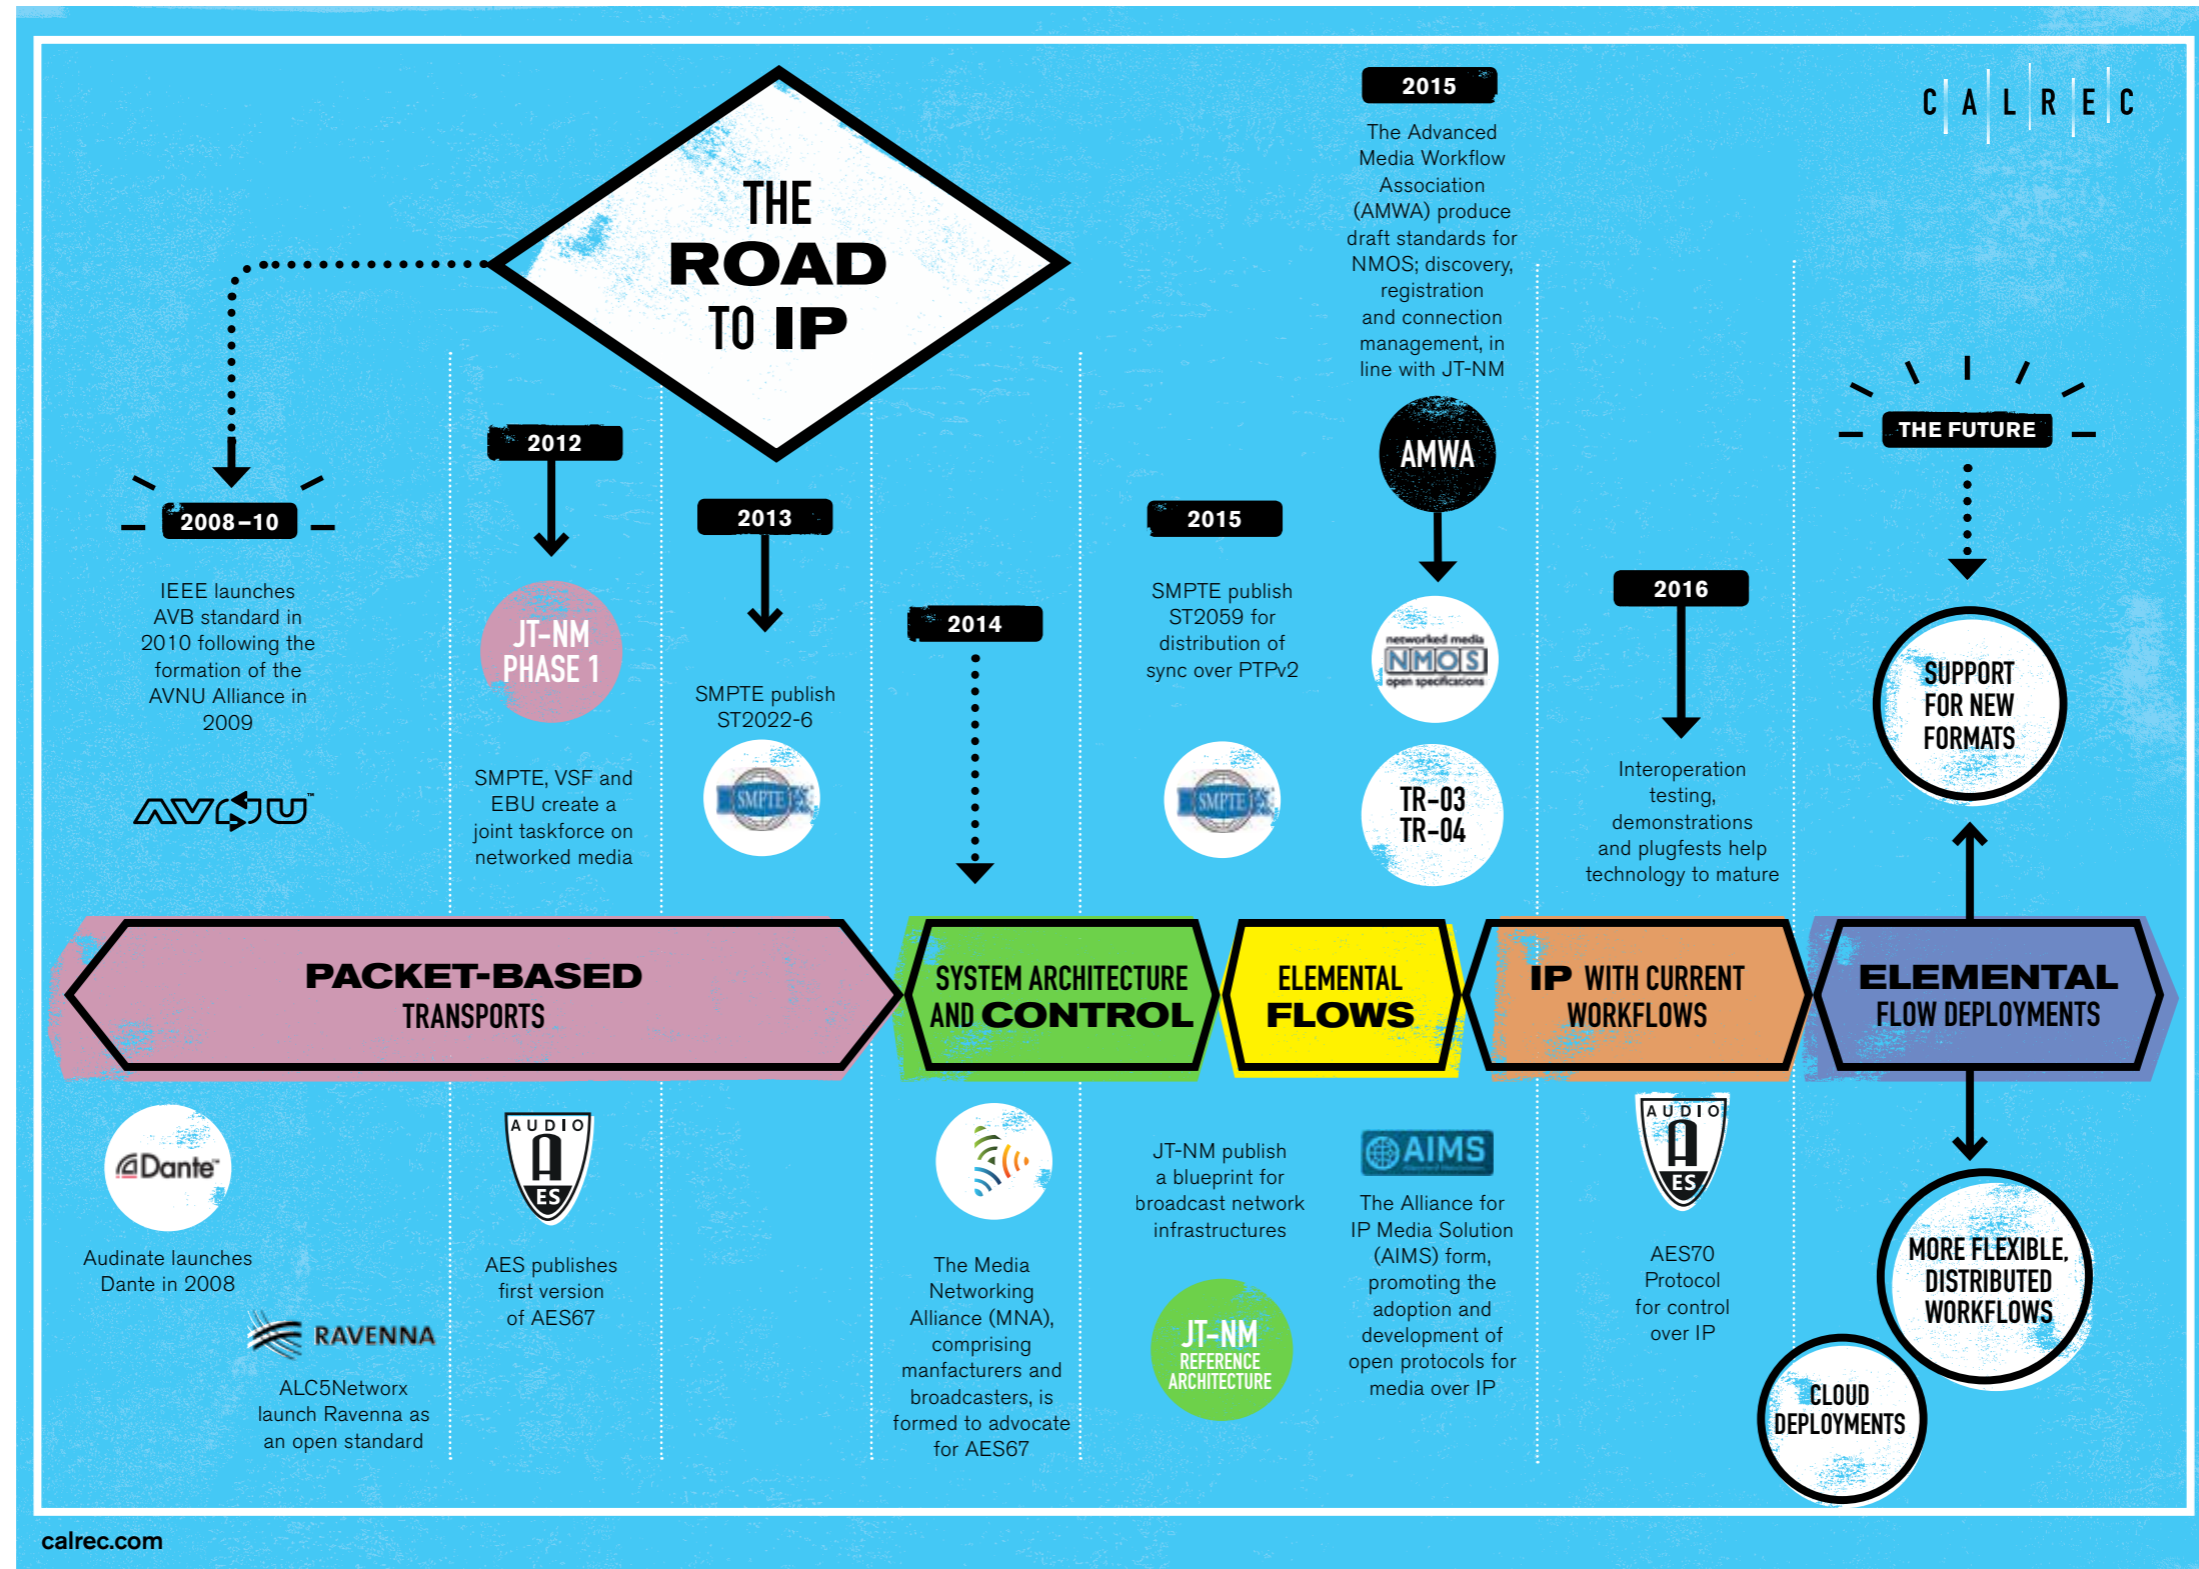 THE
ROAD
TO IP
CALREC
2008–10
IEEE launches
AVB standard in
2010 following the
formation of the
AVNU Alliance in
2009
AVNU™
2012
JT-NM
PHASE 1
SMPTE, VSF and
EBU create a
joint taskforce on
networked media
2013
SMPTE publish
ST2022-6
SMPTE
2014
2015
SMPTE publish
ST2059 for
distribution of
sync over PTPv2
SMPTE
2015
The Advanced
Media Workflow
Association
(AMWA) produce
draft standards for
NMOS; discovery,
registration
and connection
management, in
line with JT-NM
AMWA
networked media
NMOS
open specifications
TR-03
TR-04
2016
Interoperation
testing,
demonstrations
and plugfests help
technology to mature
THE FUTURE
SUPPORT
FOR NEW
FORMATS
PACKET-BASED
TRANSPORTS
SYSTEM ARCHITECTURE
AND CONTROL
ELEMENTAL
FLOWS
IP WITH CURRENT
WORKFLOWS
ELEMENTAL
FLOW DEPLOYMENTS
Dante™
Audinate launches
Dante in 2008
RAVENNA
ALC5Networx
launch Ravenna as
an open standard
AUDIO
A
ES
AES publishes
first version
of AES67
The Media
Networking
Alliance (MNA),
comprising
manfacturers and
broadcasters, is
formed to advocate
for AES67
JT-NM publish
a blueprint for
broadcast network
infrastructures
JT-NM
REFERENCE
ARCHITECTURE
AIMS
The Alliance for
IP Media Solution
(AIMS) form,
promoting the
adoption and
development of
open protocols for
media over IP
AUDIO
A
ES
AES70
Protocol
for control
over IP
MORE FLEXIBLE,
DISTRIBUTED
WORKFLOWS
CLOUD
DEPLOYMENTS
calrec.com